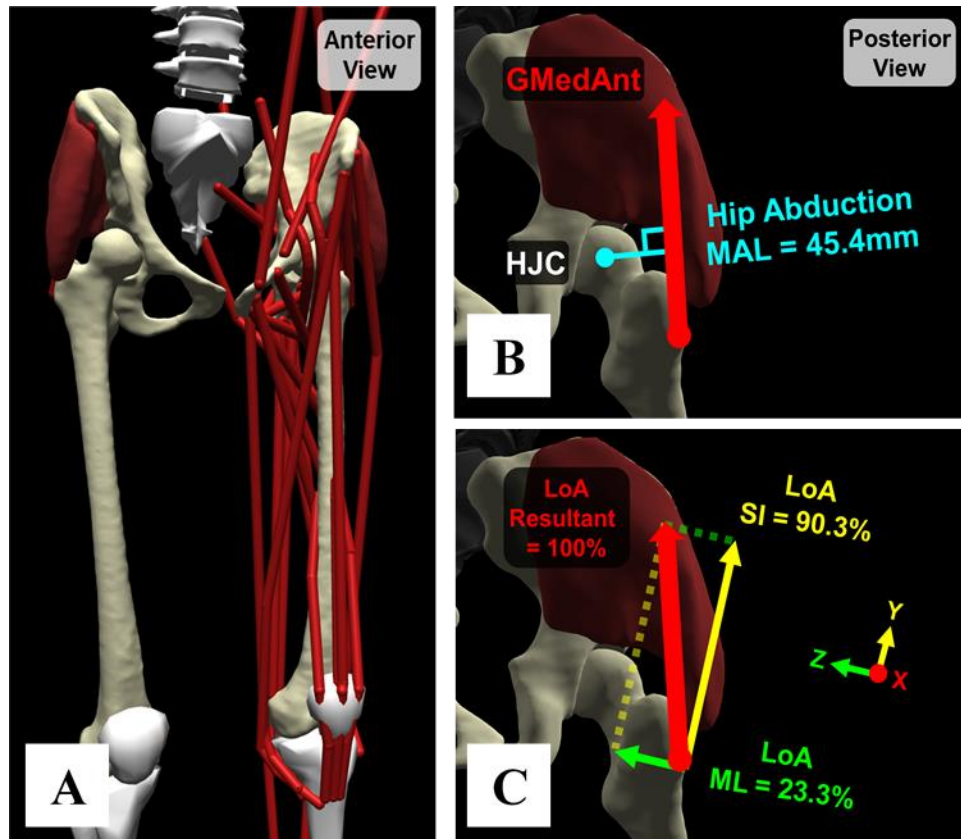 Anterior
View
A
Posterior
View
GMedAnt
Hip Abduction
MAL = 45.4mm
HJC
B
LoA
Resultant
= 100%
LoA
SI = 90.3%
Y
Z
X
LoA
ML = 23.3%
C